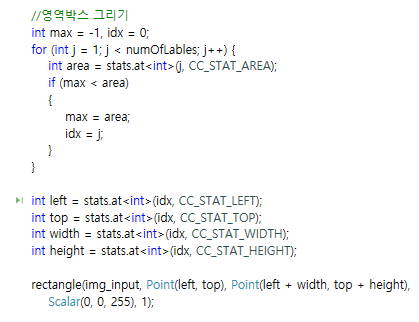 //영역박스 그리기
int max = -1, idx = 0;
for (int j = 1; j < numOfLables; j++) {
int area = stats.at<int>(j, CC_STAT_AREA);
if (max < area)
{
max = area;
idx = j;
}
}
int left = stats.at<int>(idx, CC_STAT_LEFT);
int top = stats.at<int>(idx, CC_STAT_TOP);
int width = stats.at<int>(idx, CC_STAT_WIDTH);
int height = stats.at<int>(idx, CC_STAT_HEIGHT);
rectangle(img_input, Point(left, top), Point(left + width, top + height),
Scalar(0, 0, 255), 1);